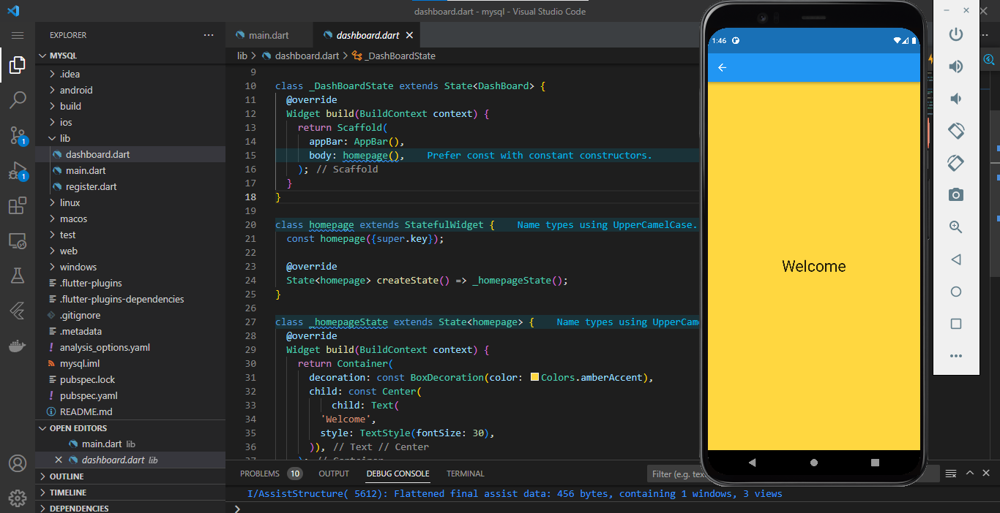 dashboard.dart - mysql - Visual Studio Code
EXPLORER
MYSQL
.idea
android
build
ios
lib
dashboard.dart
main.dart
register.dart
linux
macos
test
web
windows
.flutter-plugins
.flutter-plugins-dependencies
.gitignore
.metadata
analysis_options.yaml
mysql.iml
pubspec.lock
pubspec.yaml
README.md
OPEN EDITORS
main.dart lib
dashboard.dart lib
OUTLINE
TIMELINE
DEPENDENCIES
1
1
main.dart
dashboard.dart
lib > dashboard.dart > _DashBoardState
9
10 class _DashBoardState extends State<DashBoard> {
11 @override
12 Widget build(BuildContext context) {
13 return Scaffold(
14 appBar: AppBar(),
15 body: homepage(), Prefer const with constant constructors.
16 ); // Scaffold
17 }
18 }
19
20 class homepage extends StatefulWidget { Name types using UpperCamelCase.
21 const homepage({super.key});
22
23 @override
24 State<homepage> createState() => _homepageState();
25 }
26
27 class _homepageState extends State<homepage> { Name types using UpperCame
28 @override
29 Widget build(BuildContext context) {
30 return Container(
31 decoration: const BoxDecoration(color: Colors.amberAccent),
32 child: const Center(
33 child: Text(
34 'Welcome',
35 style: TextStyle(fontSize: 30),
36 )), // Text // Center
37 ); // Container
PROBLEMS 10 OUTPUT DEBUG CONSOLE TERMINAL
Filter (e.g. tex
I/AssistStructure( 5612): Flattened final assist data: 456 bytes, containing 1 windows, 3 views
1:46
Welcome